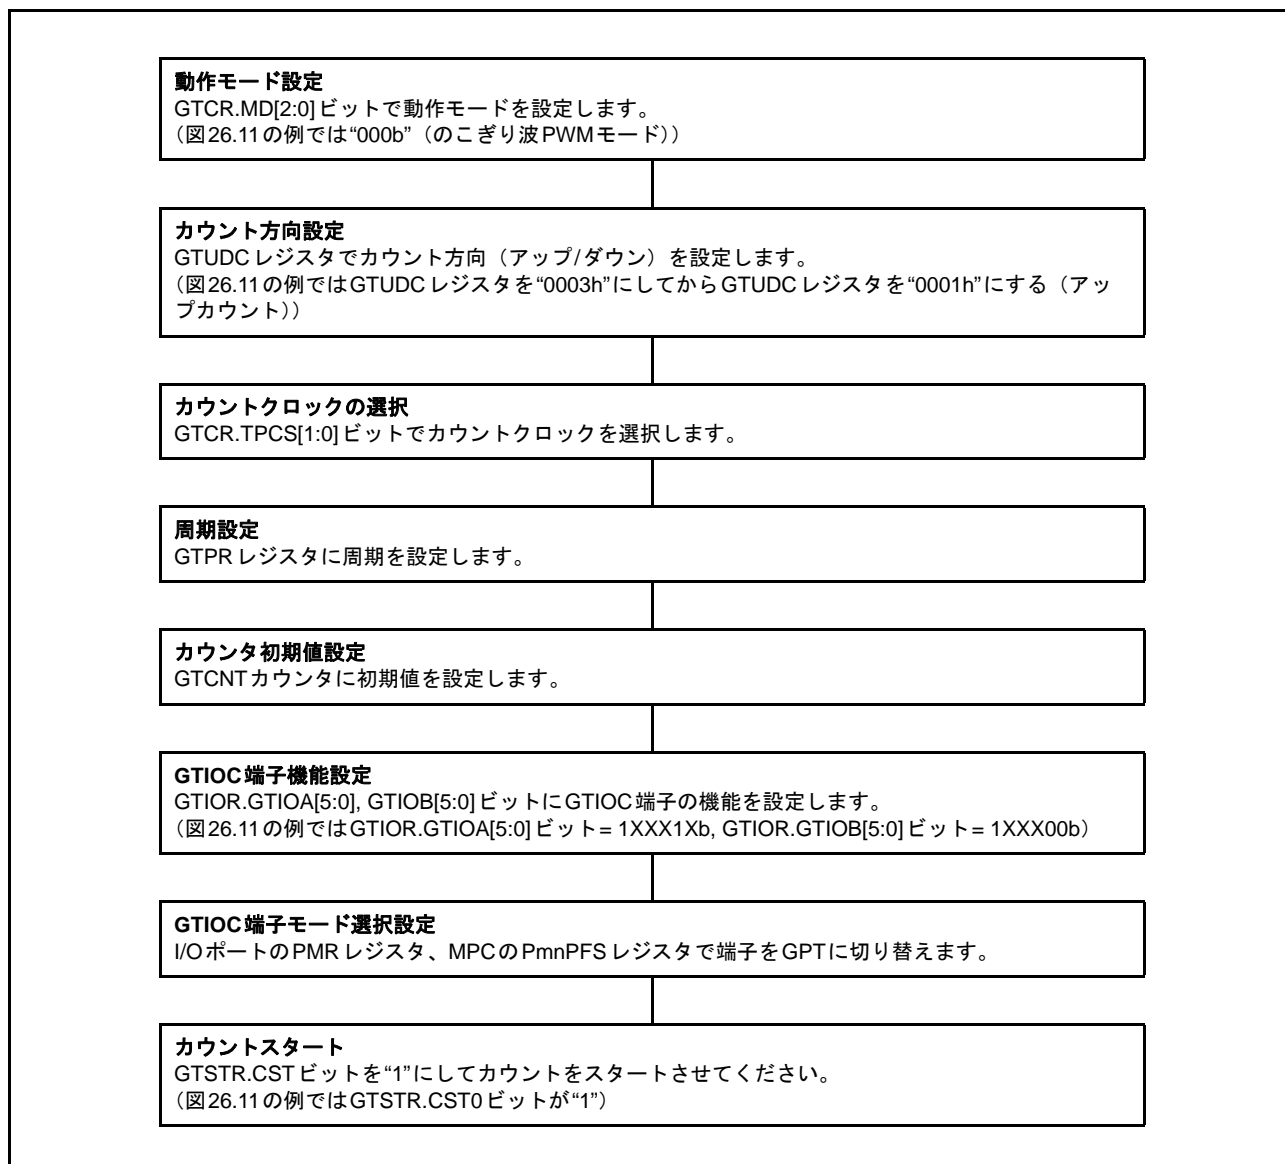 動作モード設定
GTCR.MD[2:0]ビットで動作モードを設定します。
（図26.11の例では“000b”（のこぎり波PWMモード））
カウント方向設定
GTUDCレジスタでカウント方向（アップ/ダウン）を設定します。
（図26.11の例ではGTUDCレジスタを“0003h”にしてからGTUDCレジスタを“0001h”にする（アッ
プカウント））
カウントクロックの選択
GTCR.TPCS[1:0]ビットでカウントクロックを選択します。
周期設定
GTPRレジスタに周期を設定します。
カウンタ初期値設定
GTCNTカウンタに初期値を設定します。
GTIOC端子機能設定
GTIOR.GTIOA[5:0], GTIOB[5:0]ビットにGTIOC端子の機能を設定します。
（図26.11の例ではGTIOR.GTIOA[5:0]ビット= 1XXX1Xb, GTIOR.GTIOB[5:0]ビット= 1XXX00b）
GTIOC端子モード選択設定
I/OポートのPMRレジスタ、MPCのPmnPFSレジスタで端子をGPTに切り替えます。
カウントスタート
GTSTR.CSTビットを“1”にしてカウントをスタートさせてください。
（図26.11の例ではGTSTR.CST0ビットが“1”）